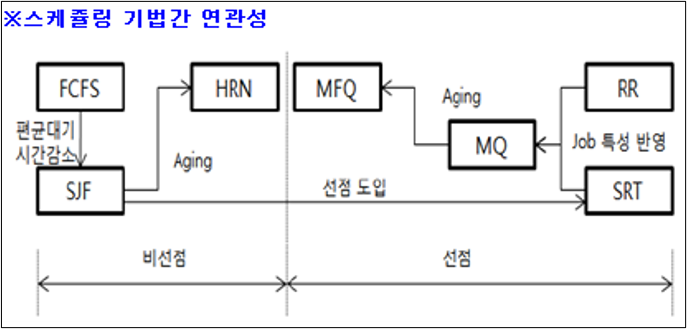 ※스케쥴링 기법간 연관성
FCFS
HRN
MFQ
RR
평균대기
시간감소
Aging
Aging
MQ
Job 특성 반영
SJF
선점 도입
SRT
비선점
선점